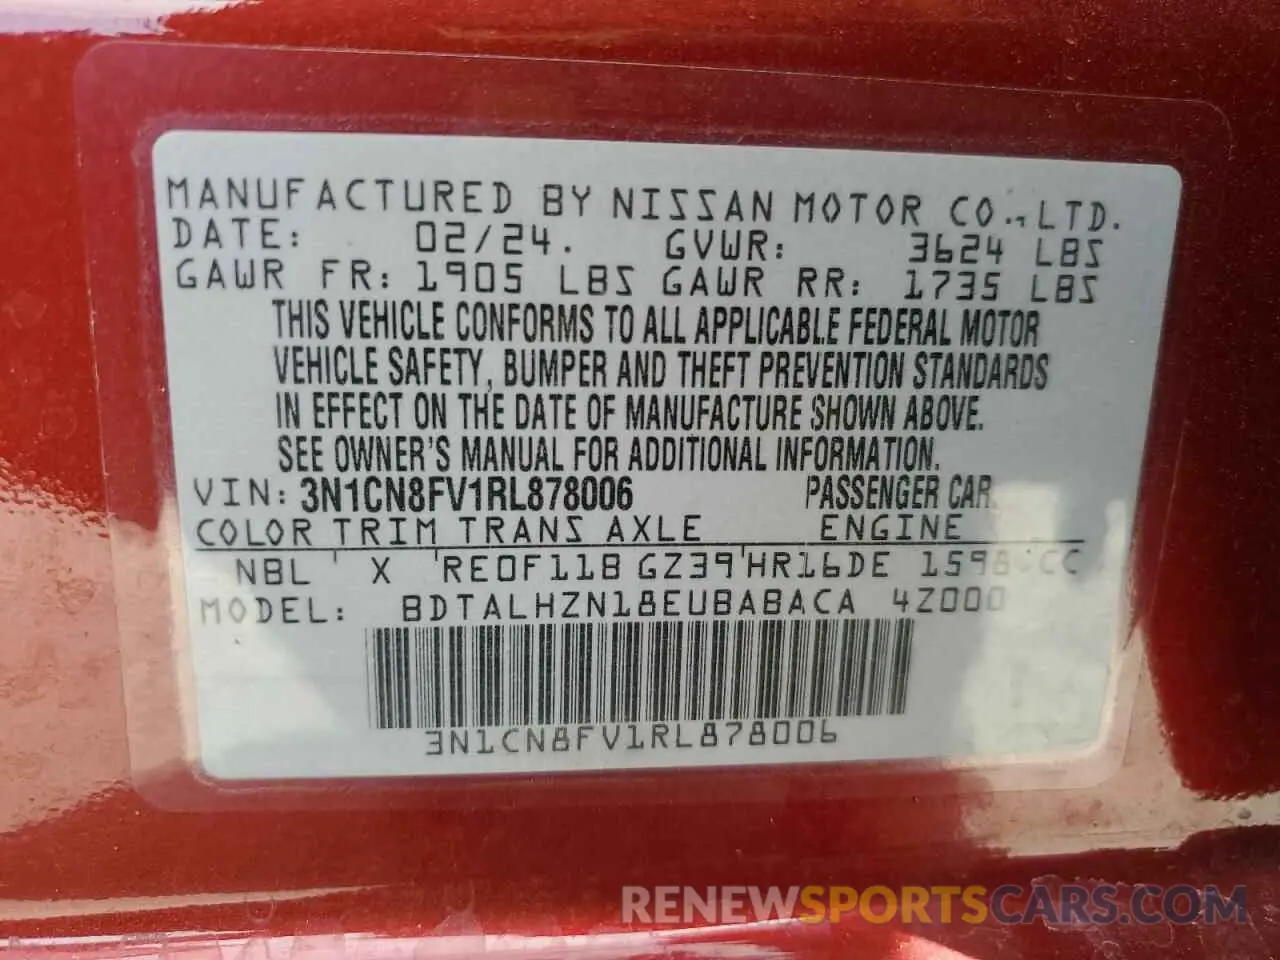 MANUFACTURED BY NISSAN MOTOR CO., LTD.
DATE: 02/24. GVWR: 3624 LBS
GAWR FR: 1905 LBS GAWR RR: 1735 LBS
THIS VEHICLE CONFORMS TO ALL APPLICABLE FEDERAL MOTOR
VEHICLE SAFETY, BUMPER AND THEFT PREVENTION STANDARDS
IN EFFECT ON THE DATE OF MANUFACTURE SHOWN ABOVE.
SEE OWNER'S MANUAL FOR ADDITIONAL INFORMATION.
VIN: 3N1CN8FV1RL878006 PASSENGER CAR
COLOR TRIM TRANS AXLE ENGINE
NBL X RE0F11B GZ39 HR16DE 1598 CC
MODEL: BDTALHZN18EUBABACA 4Z000
3N1CN8FV1RL878006
RENEWSPORTSCARS.COM